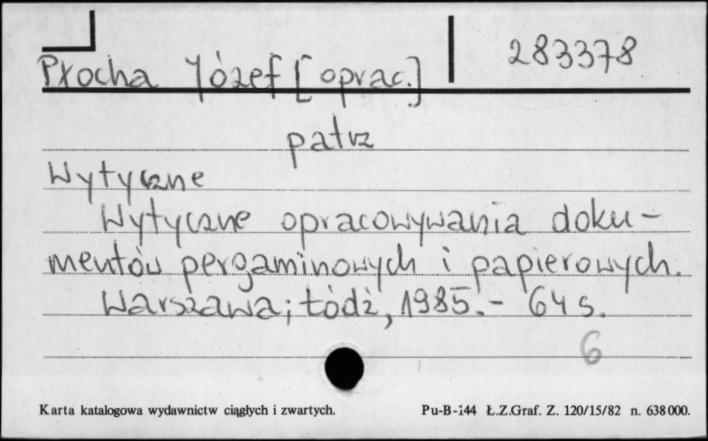 Płocha Józef [oprac.] 283378
patrz
Wytyczne
Wytyczne opracowywania doku-
mentów pergaminowych i papierowych.
Warszawa; Łódź, 1985. - 64 s.
6
Karta katalogowa wydawnictw ciągłych i zwartych. Pu-B-144 Ł.Z.Graf. Z. 120/15/82 n. 638000.